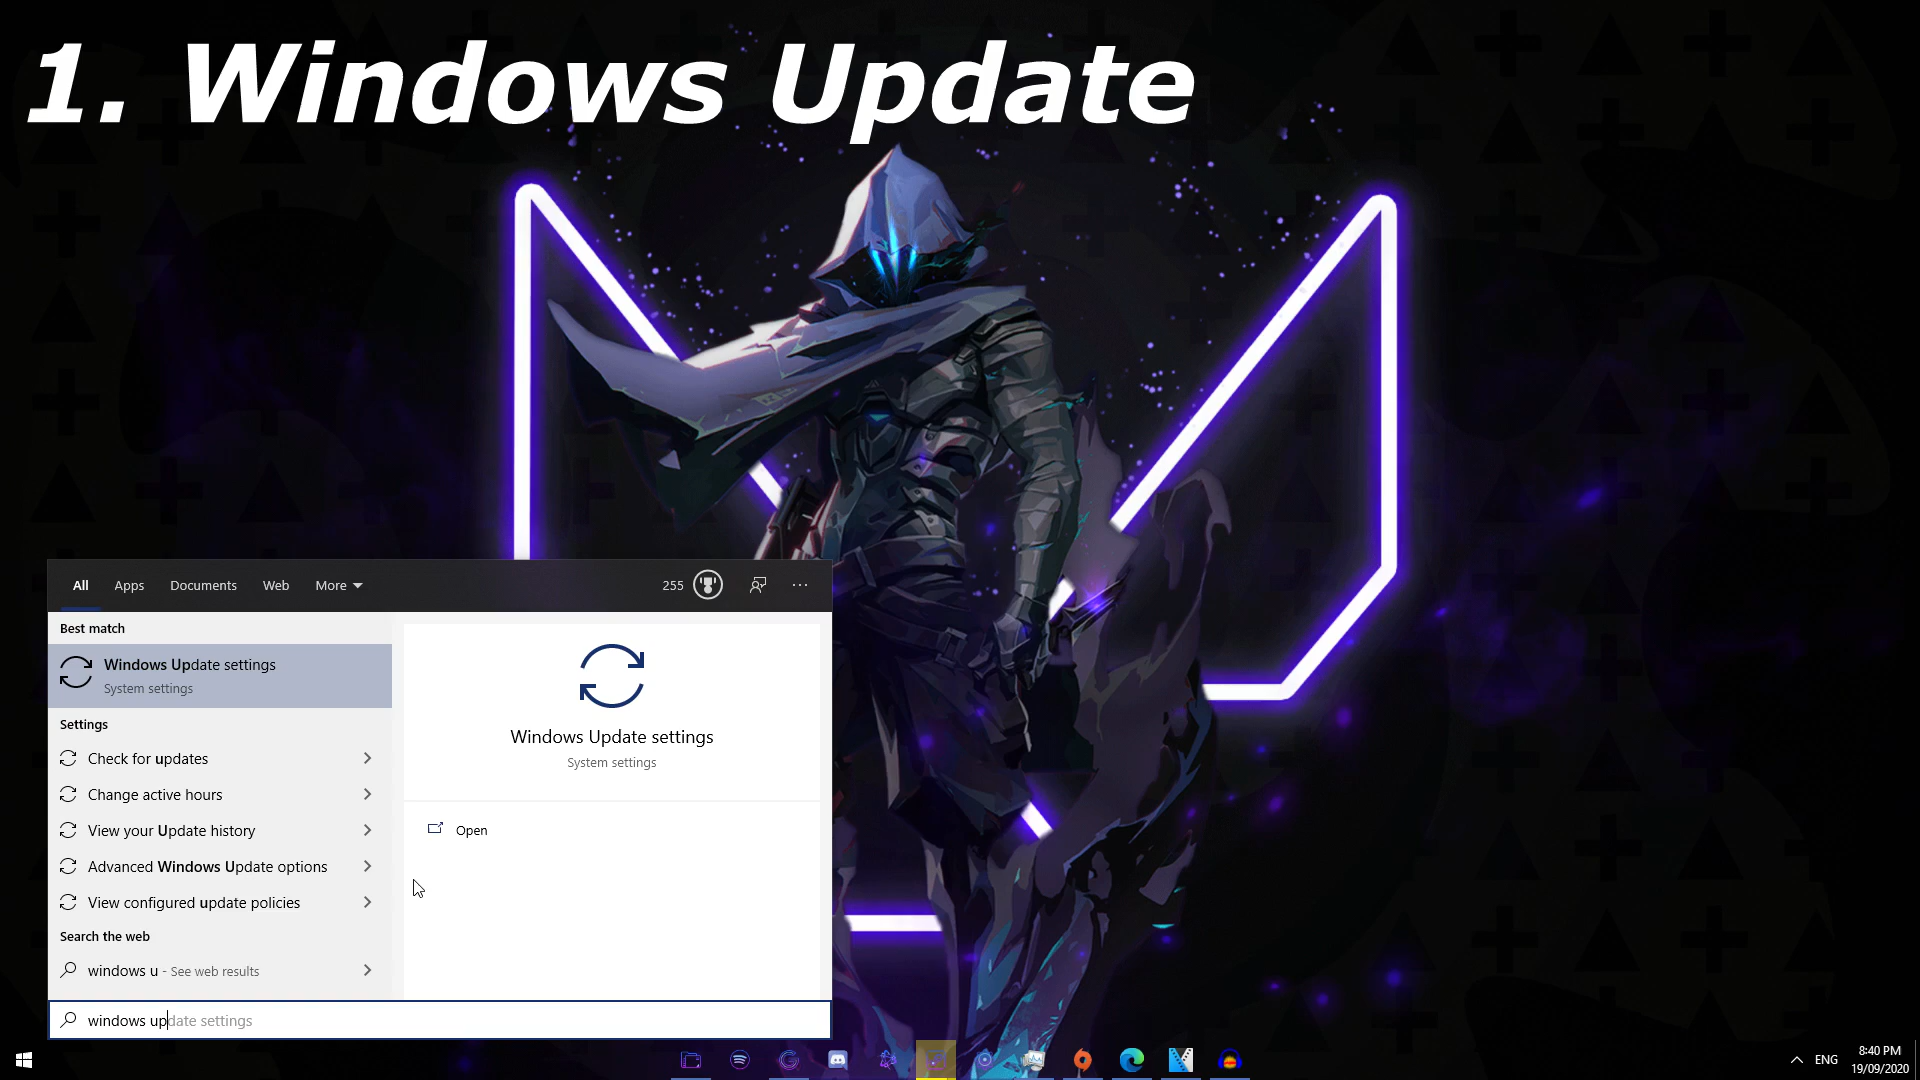 1. Windows Update
All Apps Documents Web More 255 ...
Best match
Windows Update settings
System settings
Settings
Check for updates
Change active hours
View your Update history
Advanced Windows Update options
View configured update policies
Search the web
windows u - See web results
windows update settings
Windows Update settings
System settings
Open
ENG
8:40 PM
19/09/2020